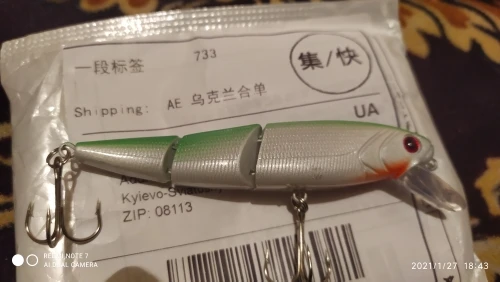 一段标签 733
集/快
Shipping: AE 乌克兰合单
UA
Kyievo-Sviatosh
ZIP: 08113
REDMI NOTE 7
AI DUAL CAMERA
2021/1/27 18:43